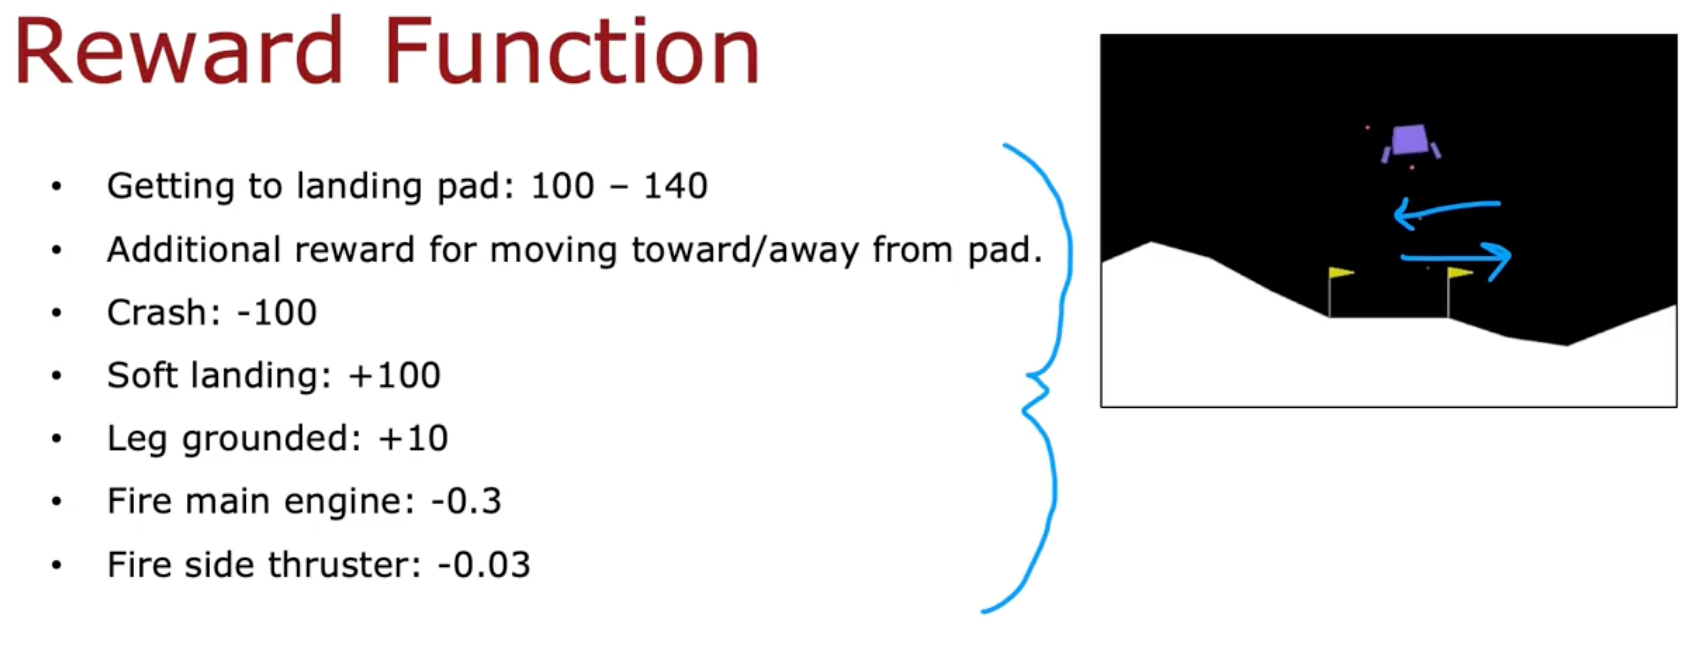 Reward Function
• Getting to landing pad: 100 – 140
• Additional reward for moving toward/away from pad.
• Crash: -100
• Soft landing: +100
• Leg grounded: +10
• Fire main engine: -0.3
• Fire side thruster: -0.03